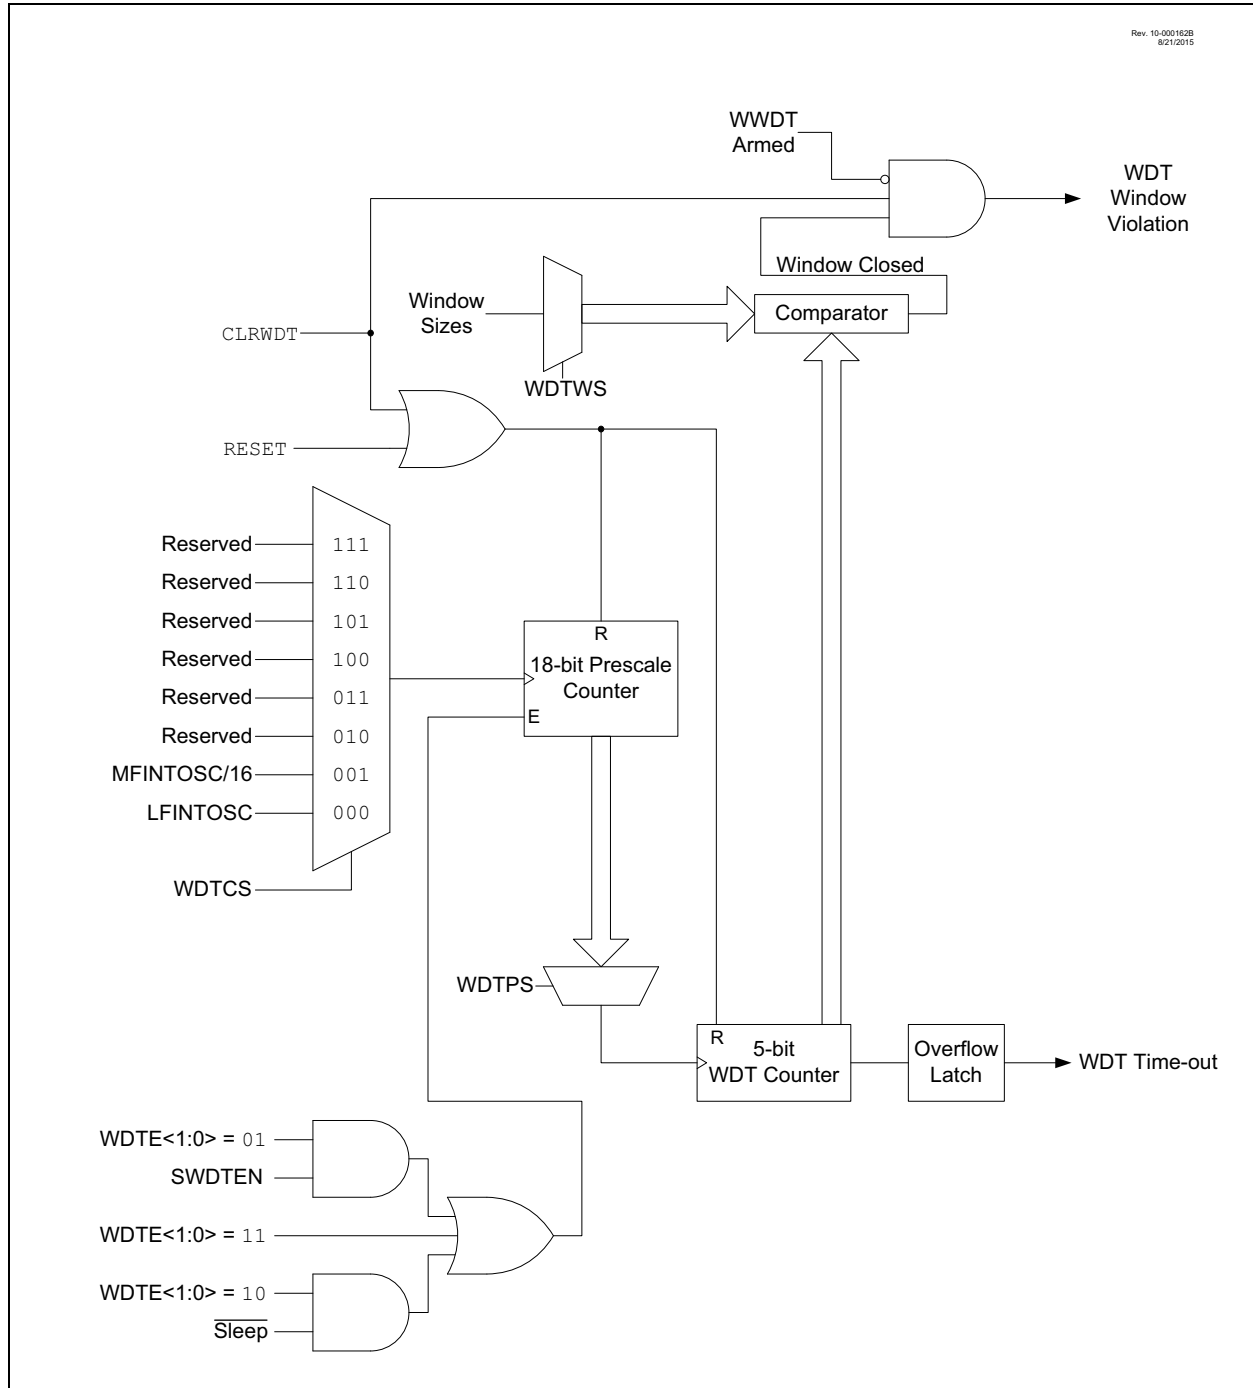 Rev. 10-000162B
8/21/2015
WWDT
Armed
WDT
Window
Violation
Window Closed
Window
Sizes
Comparator
CLRWDT
WDTWS
RESET
Reserved 111
Reserved 110
Reserved 101
Reserved 100
Reserved 011
Reserved 010
MFINTOSC/16 001
LFINTOSC 000
WDTCS
R
18-bit Prescale
Counter
E
WDTPS
R
5-bit
WDT Counter
Overflow
Latch
WDT Time-out
WDTE<1:0> = 01
SWDTEN
WDTE<1:0> = 11
WDTE<1:0> = 10
Sleep